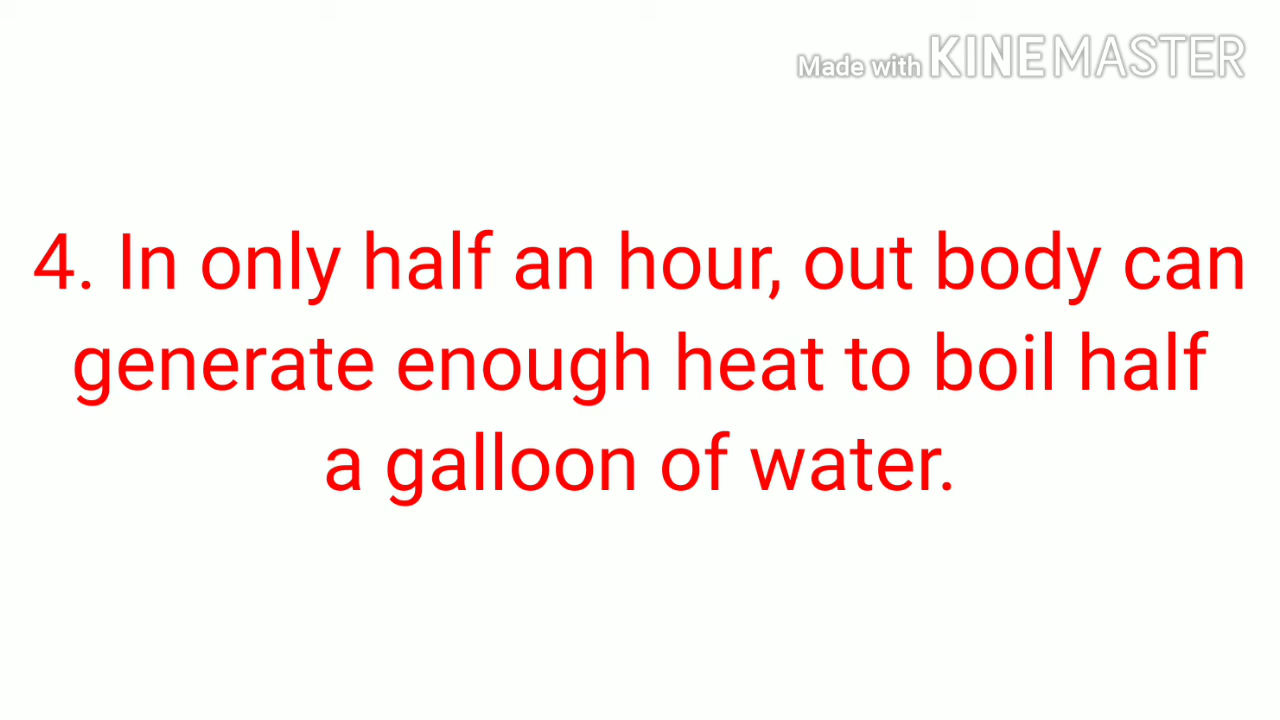 Made with KINEMASTER
4. In only half an hour, out body can
generate enough heat to boil half
a galloon of water.